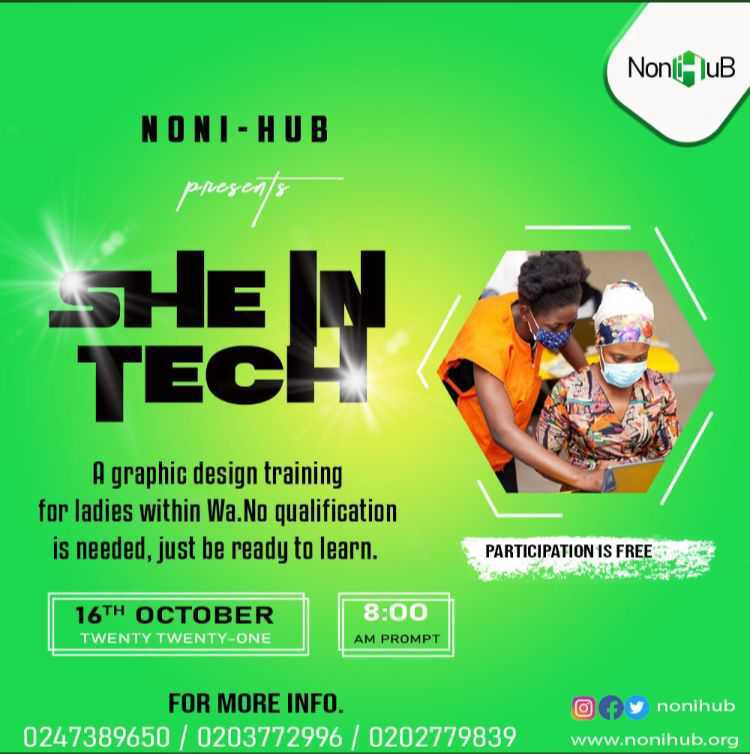 NonHuB
NONI-HUB
presents
SHE IN
TECH
A graphic design training
for ladies within Wa.No qualification
is needed, just be ready to learn.
PARTICIPATION IS FREE
16TH OCTOBER
TWENTY TWENTY-ONE
8:00
AM PROMPT
FOR MORE INFO.
0247389650 / 0203772996 / 0202779839
nonihub
www.nonihub.org